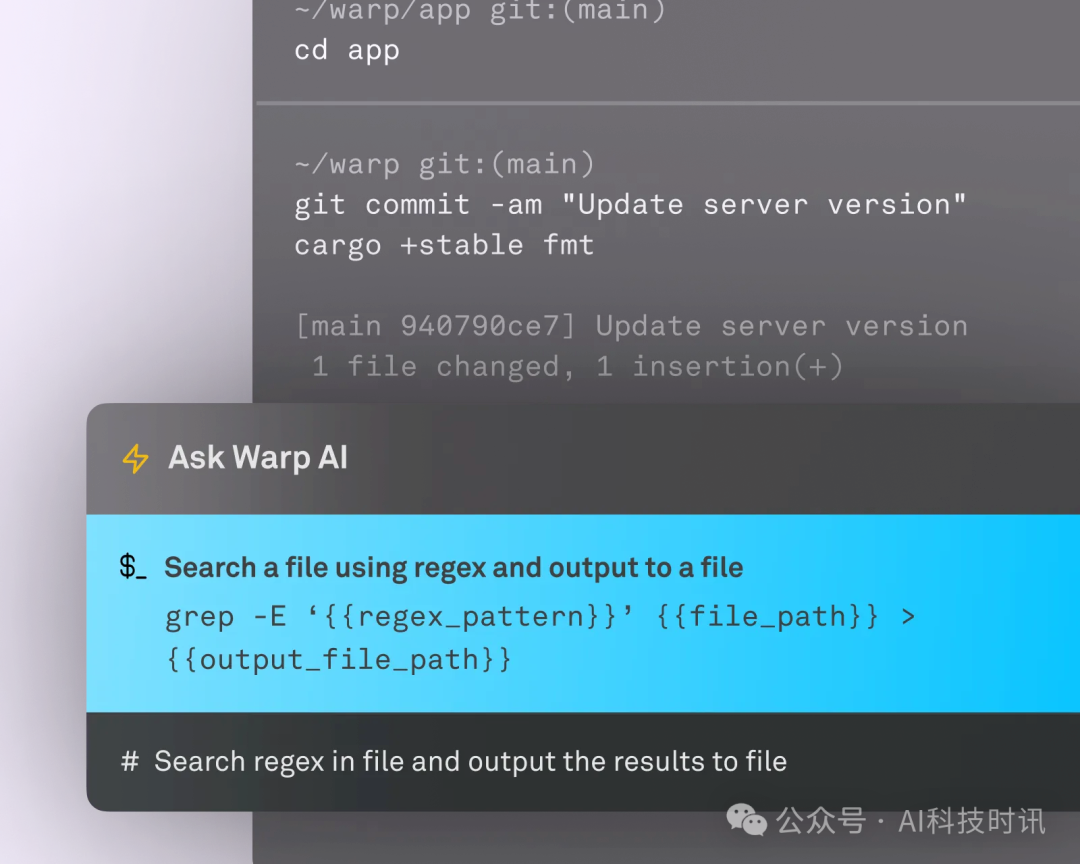 ~/warp/app git:(main)
cd app
~/warp git:(main)
git commit -am "Update server version"
cargo +stable fmt
[main 940790ce7] Update server version
1 file changed, 1 insertion(+)
Ask Warp AI
$_ Search a file using regex and output to a file
grep -E ‘{{regex_pattern}}’ {{file_path}} >
{{output_file_path}}
# Search regex in file and output the results to file
公众号 · AI科技时讯